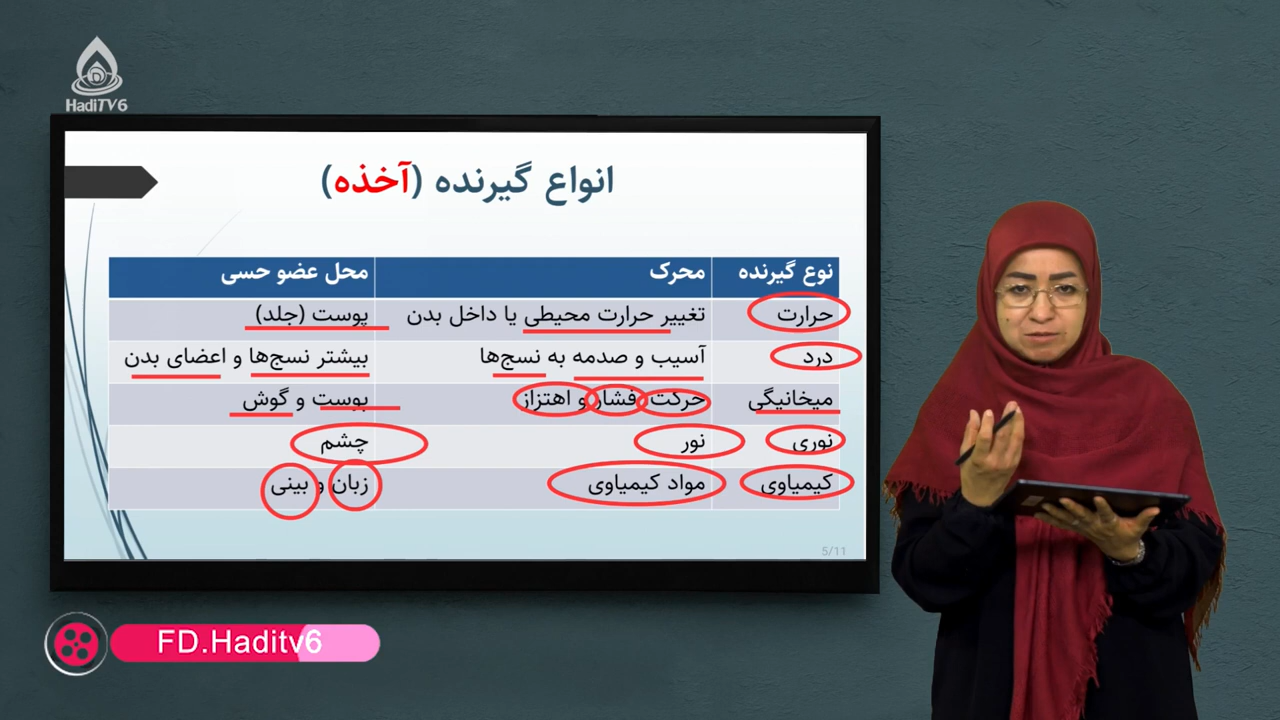 HadiTV6
انواع گیرنده (آخذه)
نوع گیرنده محرک محل عضو حسی
حرارت تغییر حرارت محیطی یا داخل بدن پوست (جلد)
درد آسیب و صدمه به نسج‌ها بیشتر نسج‌ها و اعضای بدن
میخانیگی حرکت، فشار و اهتزاز پوست و گوش
نوری نور چشم
کیمیاوی مواد کیمیاوی زبان و بینی
5/11
FD.Haditv6